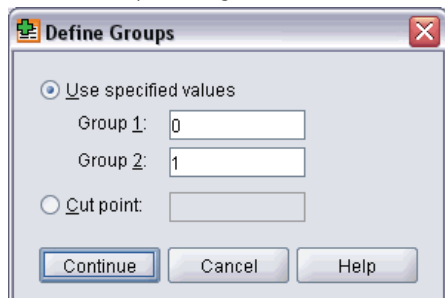 Define Groups
Use specified values
Group 1: 0
Group 2: 1
Cut point:
Continue Cancel Help